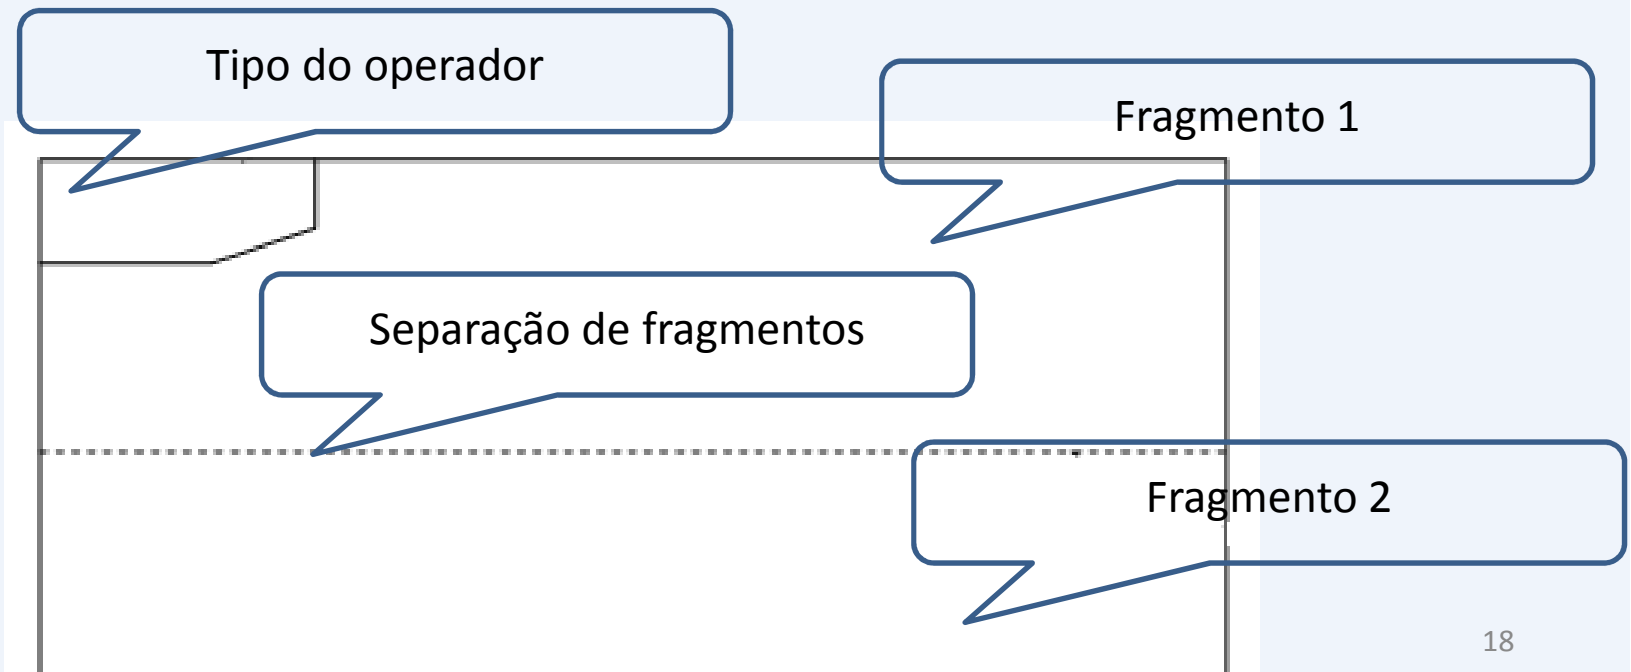 Tipo do operador
Fragmento 1
Separação de fragmentos
Fragmento 2
18